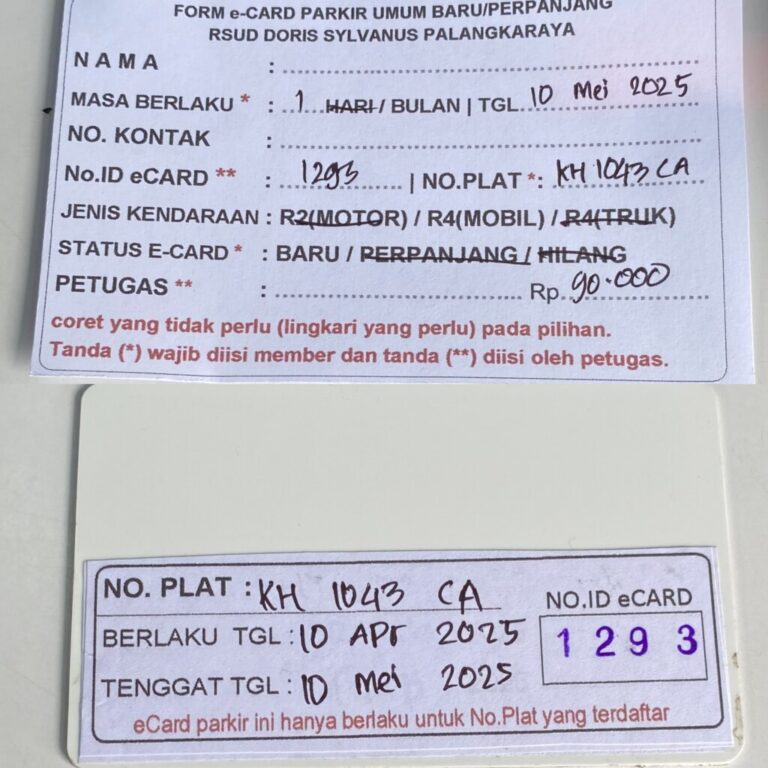 FORM e-CARD PARKIR UMUM BARU/PERPANJANG
RSUD DORIS SYLVANUS PALANGKARAYA
NAMA :
MASA BERLAKU * : 1 HARI / BULAN | TGL. 10 Mei 2025
NO. KONTAK :
No.ID eCARD ** : 1293 | NO.PLAT *: KH 1043 CA
JENIS KENDARAAN : R2(MOTOR) / R4(MOBIL) / R4(TRUK)
STATUS E-CARD * : BARU / PERPANJANG / HILANG
PETUGAS ** : Rp. 90.000
coret yang tidak perlu (lingkari yang perlu) pada pilihan.
Tanda (*) wajib diisi member dan tanda (**) diisi oleh petugas.
NO. PLAT : KH 1043 CA
NO.ID eCARD
BERLAKU TGL : 10 APr 2025
1293
TENGGAT TGL : 10 Mei 2025
eCard parkir ini hanya berlaku untuk No.Plat yang terdaftar